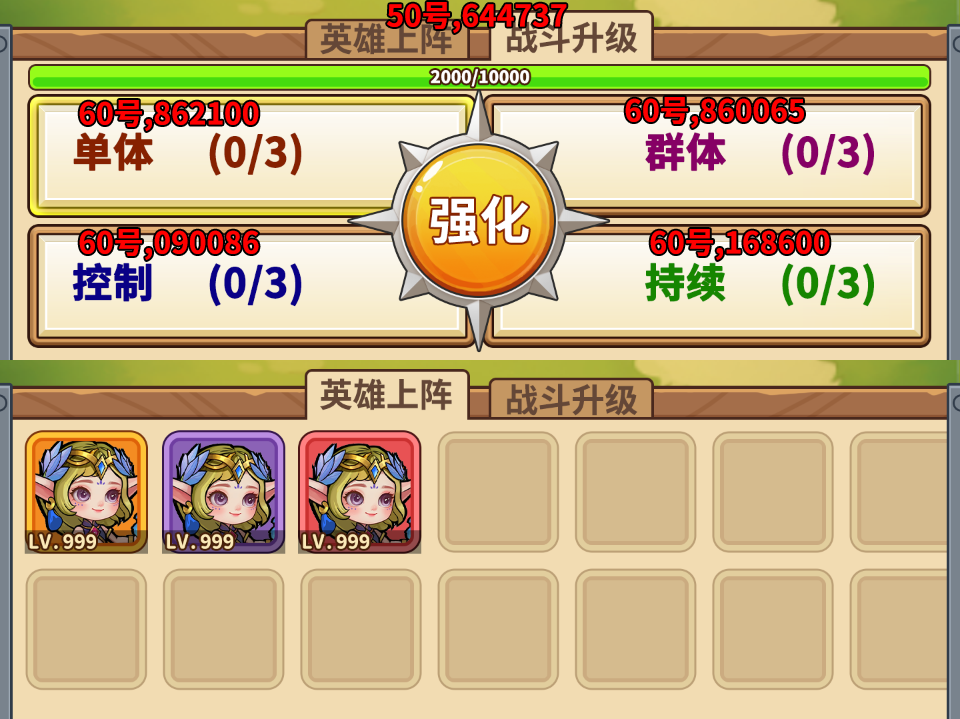 50号,644737
英雄上阵 战斗升级
2000/10000
60号,862100 60号,860065
单体 (0/3) 群体 (0/3)
强化
60号,090086 60号,168600
控制 (0/3) 持续 (0/3)
英雄上阵 战斗升级
LV.999 LV.999 LV.999